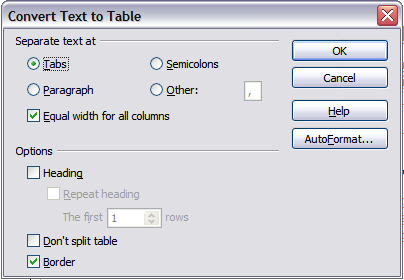 Convert Text to Table
Separate text at
Tabs
Semicolons
Paragraph
Other:
,
Equal width for all columns
Options
Heading
Repeat heading
The first 1 rows
Don't split table
Border
OK
Cancel
Help
AutoFormat...